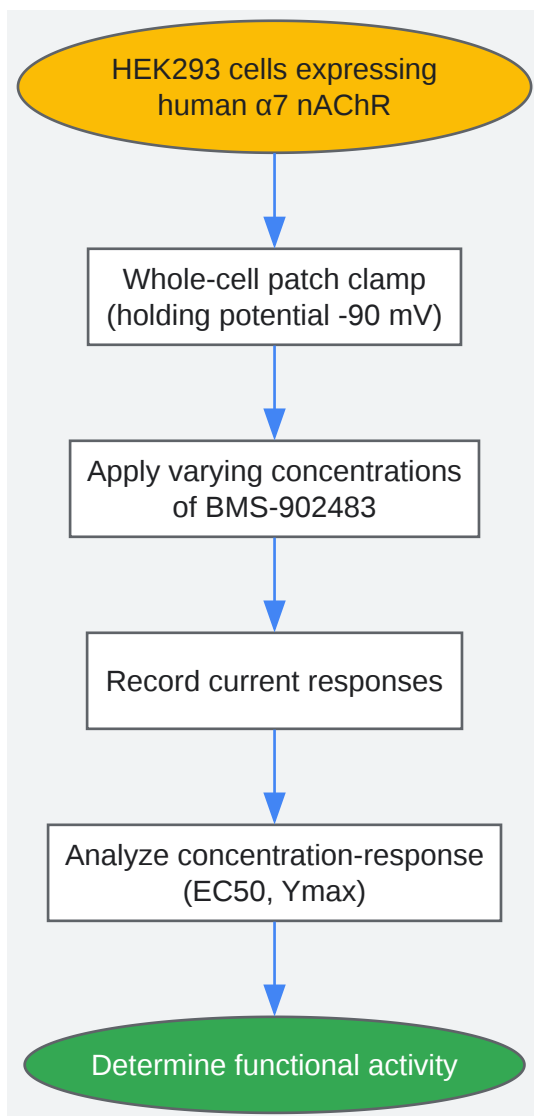 HEK293 cells expressing
human α7 nAChR
Whole-cell patch clamp
(holding potential -90 mV)
Apply varying concentrations
of BMS-902483
Record current responses
Analyze concentration-response
(EC50, Ymax)
Determine functional activity